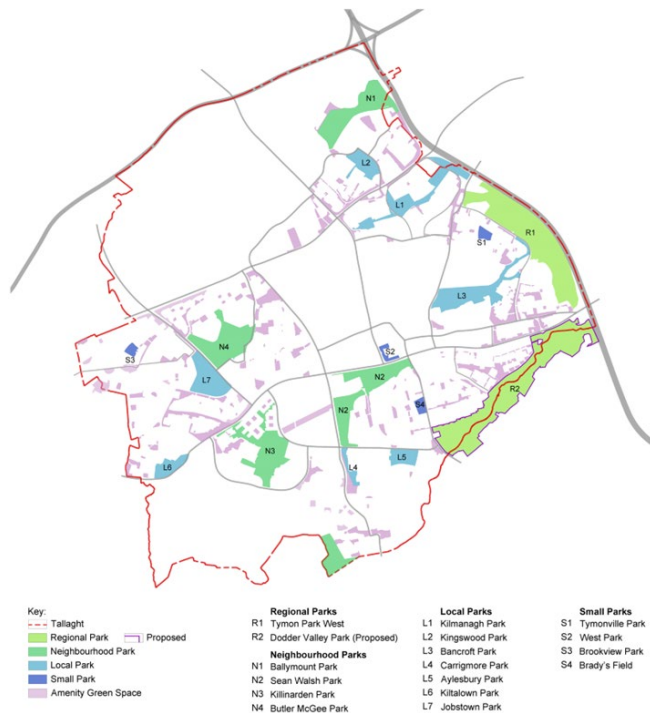 N1
L2
L1
S1
R1
L3
N4
S3
L7
S2
N2
R2
N2
S4
N3
L6
L4
L5
Key:
Tallaght
Regional Park Proposed
Neighbourhood Park
Local Park
Small Park
Amenity Green Space
Regional Parks
R1 Tymon Park West
R2 Dodder Valley Park (Proposed)
Neighbourhood Parks
N1 Ballymount Park
N2 Sean Walsh Park
N3 Killinarden Park
N4 Butler McGee Park
Local Parks
L1 Kilmanagh Park
L2 Kingswood Park
L3 Bancroft Park
L4 Carrigmore Park
L5 Aylesbury Park
L6 Kiltalown Park
L7 Jobstown Park
Small Parks
S1 Tymonville Park
S2 West Park
S3 Brookview Park
S4 Brady's Field